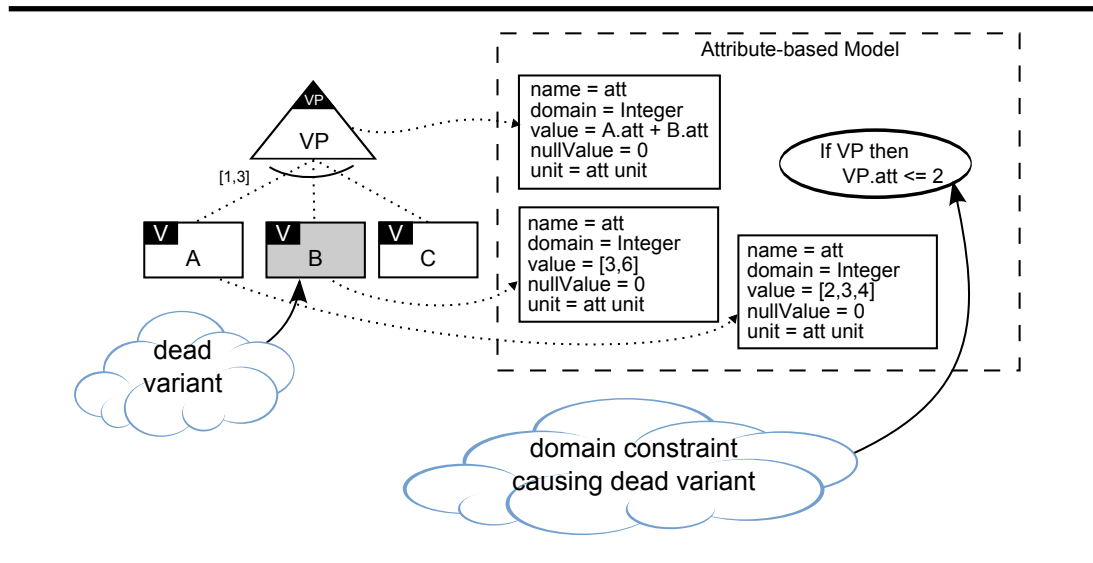 Attribute-based Model
VP
VP
[1,3]
name = att
domain = Integer
value = A.att + B.att
nullValue = 0
unit = att unit
If VP then
VP.att <= 2
V
A
V
B
V
C
name = att
domain = Integer
value = [3,6]
nullValue = 0
unit = att unit
name = att
domain = Integer
value = [2,3,4]
nullValue = 0
unit = att unit
dead
variant
domain constraint
causing dead variant